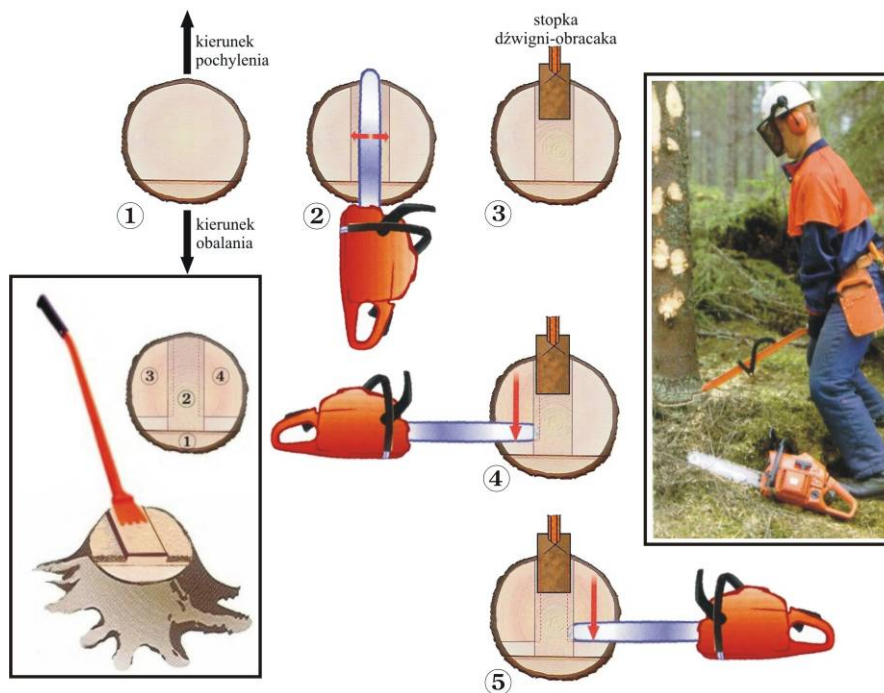 kierunek
pochylenia
①
kierunek
obalania
②
stopka
dźwigni-obracaka
③
③
④
②
①
④
⑤